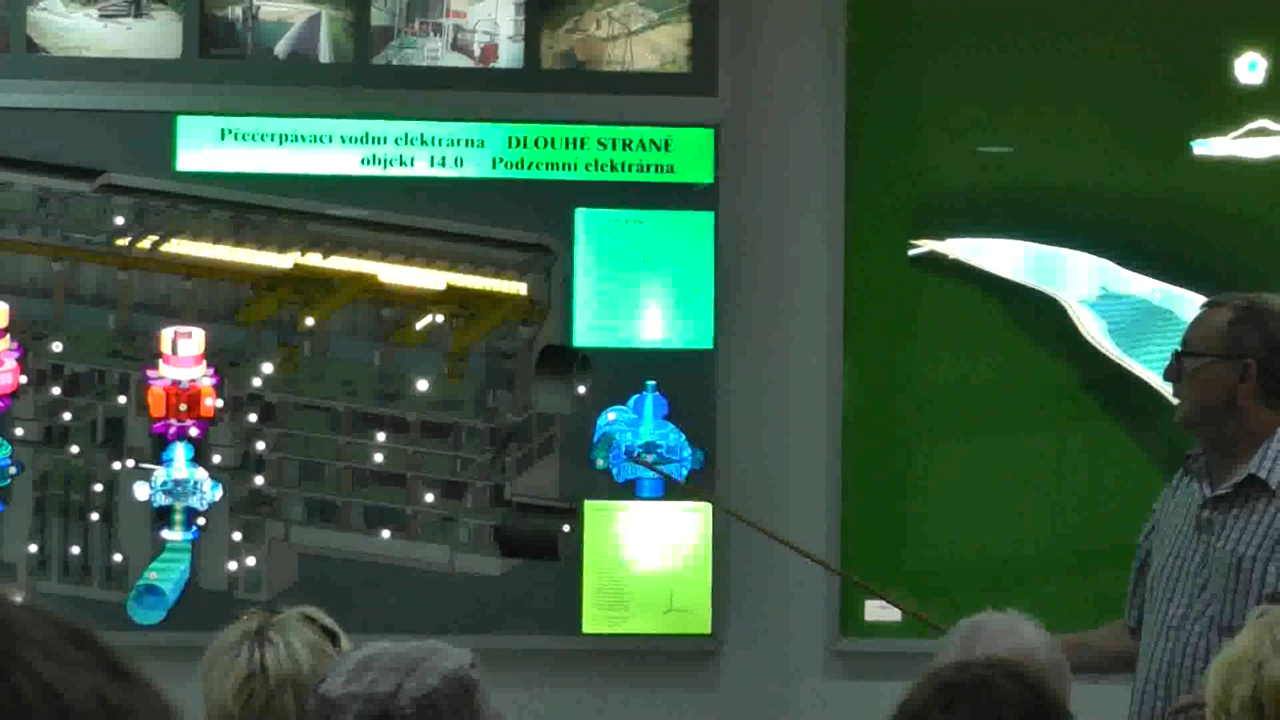 Přečerpávací vodní elektrárna DLOUHÉ STRÁNĚ
objekt 14.0 - Podzemní elektrárna